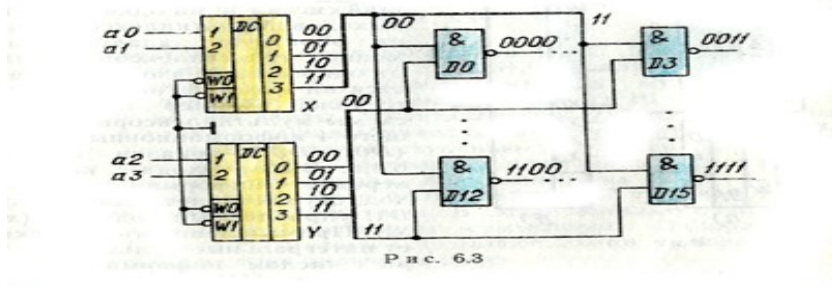 a0 1 DC 0 00
a1 2 1 01
2 10
W0 3 11
W1 X
00
11
& 0000
D0
& 0011
D3
00
a2 1 DC 0 00
a3 2 1 01
2 10
W0 3 11
W1 Y
11
& 1100
D12
& 1111
D15
Рис. 6.3